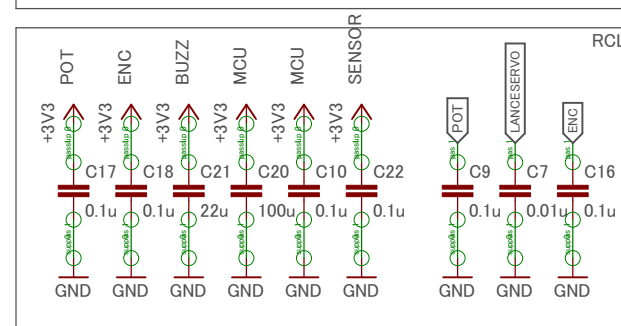 RCL
POT
ENC
BUZZ
MCU
MCU
SENSOR
+3V3
+3V3
+3V3
+3V3
+3V3
+3V3
POT
LANCESERVO
ENC
C17
C18
C21
C20
C10
C22
C9
C7
C16
0.1u
0.1u
22u
100u
0.1u
0.1u
0.1u
0.01u
0.1u
GND
GND
GND
GND
GND
GND
GND
GND
GND